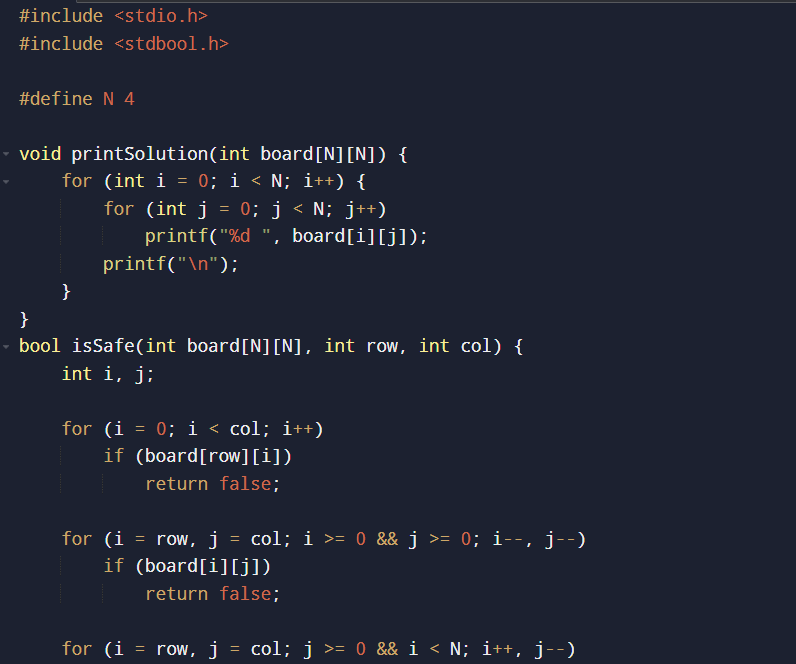 #include <stdio.h>
#include <stdbool.h>
#define N 4
void printSolution(int board[N][N]) {
    for (int i = 0; i < N; i++) {
        for (int j = 0; j < N; j++)
            printf("%d ", board[i][j]);
        printf("\n");
    }
}
bool isSafe(int board[N][N], int row, int col) {
    int i, j;
    for (i = 0; i < col; i++)
        if (board[row][i])
            return false;
    for (i = row, j = col; i >= 0 && j >= 0; i--, j--)
        if (board[i][j])
            return false;
    for (i = row, j = col; j >= 0 && i < N; i++, j--)